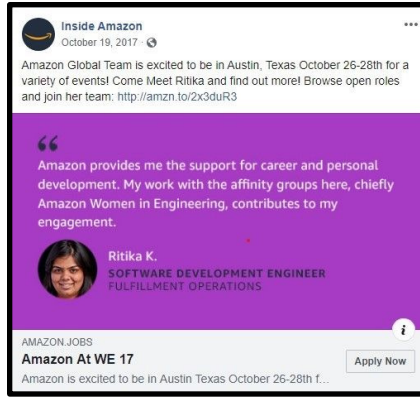 Inside Amazon
October 19, 2017 ·
Amazon Global Team is excited to be in Austin, Texas October 26-28th for a
variety of events! Come Meet Ritika and find out more! Browse open roles
and join her team: http://amzn.to/2x3duR3
“
Amazon provides me the support for career and personal
development. My work with the affinity groups here, chiefly
Amazon Women in Engineering, contributes to my
engagement.
Ritika K.
SOFTWARE DEVELOPMENT ENGINEER
FULFILLMENT OPERATIONS
i
AMAZON.JOBS
Amazon At WE 17
Apply Now
Amazon is excited to be in Austin Texas October 26-28th f...